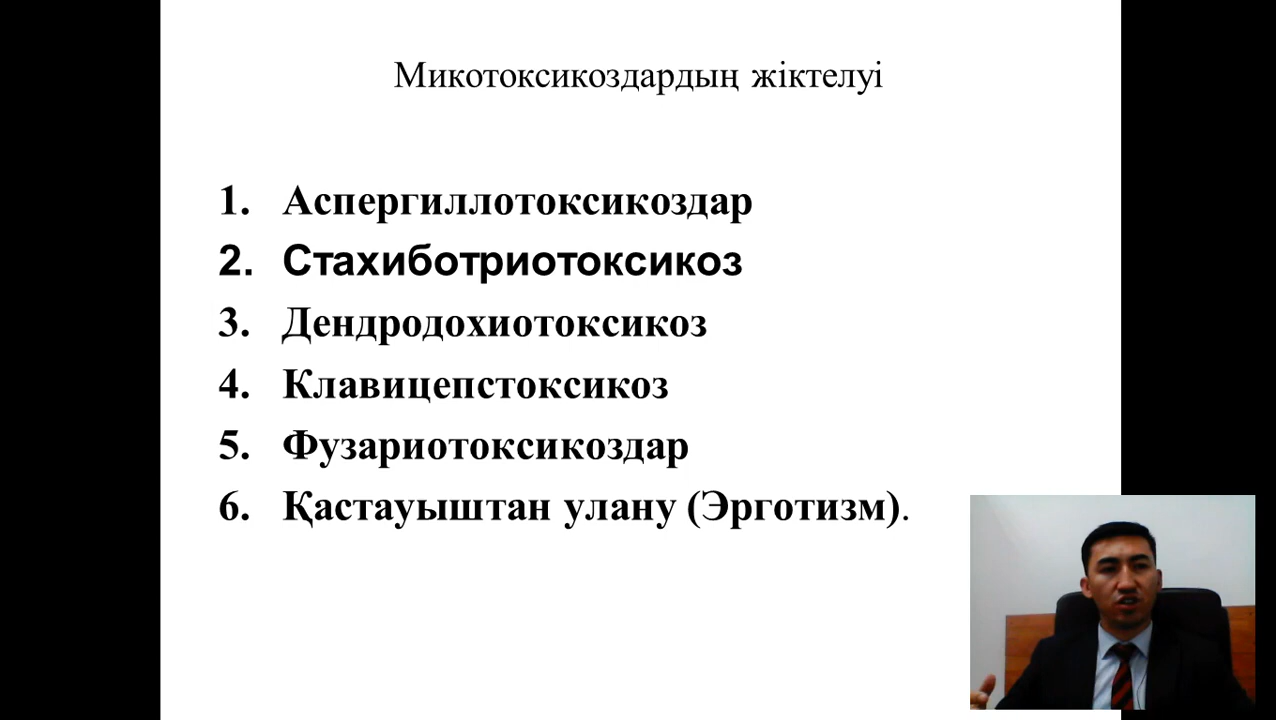 Микотоксикоздардың жіктелуі
1. Аспергиллотоксикоздар
2. Стахиботриотоксикоз
3. Дендродохиотоксикоз
4. Клавицепстоксикоз
5. Фузариотоксикоздар
6. Қастауыштан улану (Эрготизм).